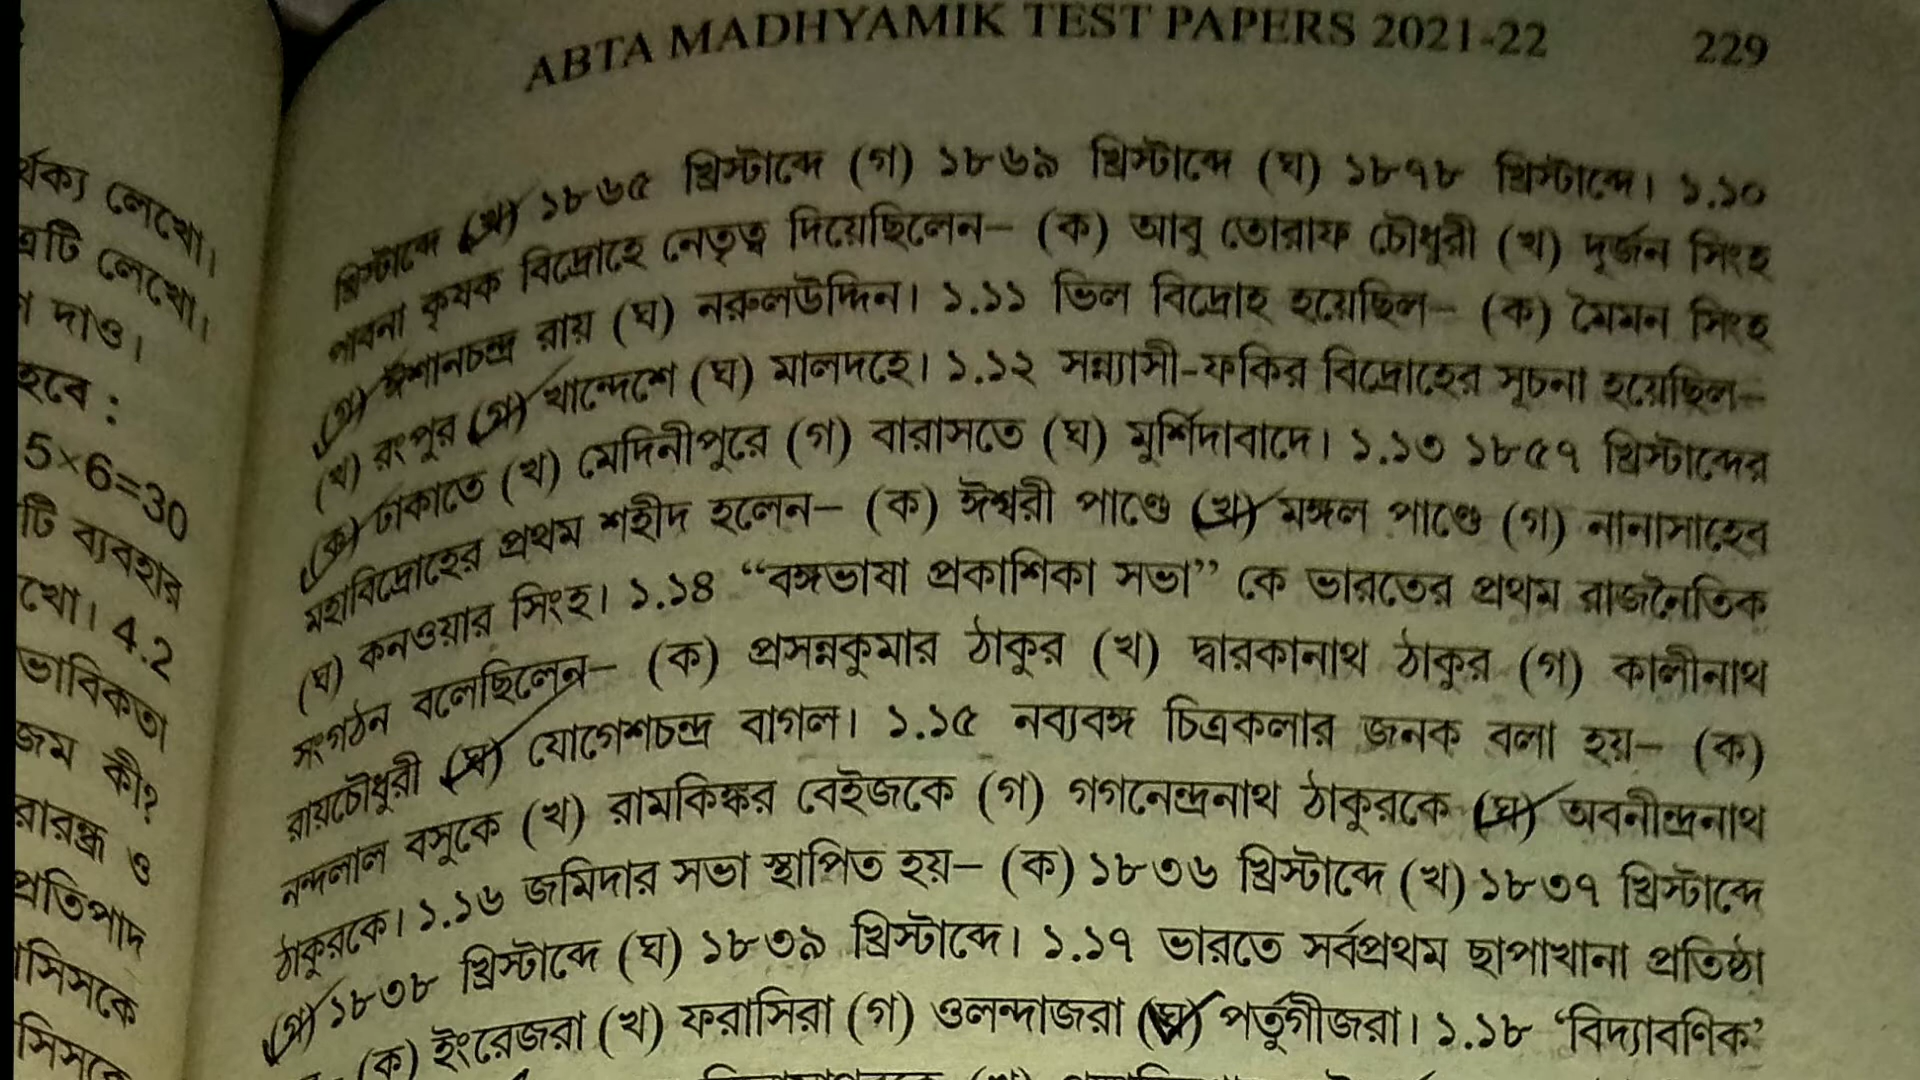 র্থক্য লেখো।
এটি লেখো।
দাও।
হবে :
5×6=30
টি ব্যবহার
খো। 4.2
ভাবিকতা
জম কী?
রারন্ধ্র ও
প্রতিপাদ
সিসকে
ABTA MADHYAMIK TEST PAPERS 2021-22 229
খ্রিস্টাব্দে (খ) ১৮৬৫ খ্রিস্টাব্দে (গ) ১৮৬৯ খ্রিস্টাব্দে (ঘ) ১৮৭৮ খ্রিস্টাব্দে। ১.১০
পাবনা কৃষক বিদ্রোহে নেতৃত্ব দিয়েছিলেন– (ক) আবু তোরাফ চৌধুরী (খ) দুর্জন সিংহ
(গ) ঈশানচন্দ্র রায় (ঘ) নরুলউদ্দিন। ১.১১ ভিল বিদ্রোহ হয়েছিল– (ক) মৈমন সিংহ
(খ) রংপুর (গ) খান্দেশে (ঘ) মালদহে। ১.১২ সন্ন্যাসী-ফকির বিদ্রোহের সূচনা হয়েছিল–
(ক) ঢাকাতে (খ) মেদিনীপুরে (গ) বারাসতে (ঘ) মুর্শিদাবাদে। ১.১৩ ১৮৫৭ খ্রিস্টাব্দের
মহাবিদ্রোহের প্রথম শহীদ হলেন– (ক) ঈশ্বরী পাণ্ডে (খ) মঙ্গল পাণ্ডে (গ) নানাসাহেব
(ঘ) কনওয়ার সিংহ। ১.১৪ “বঙ্গভাষা প্রকাশিকা সভা” কে ভারতের প্রথম রাজনৈতিক
সংগঠন বলেছিলেন– (ক) প্রসন্নকুমার ঠাকুর (খ) দ্বারকানাথ ঠাকুর (গ) কালীনাথ
রায়চৌধুরী (ঘ) যোগেশচন্দ্র বাগল। ১.১৫ নব্যবঙ্গ চিত্রকলার জনক বলা হয়– (ক)
নন্দলাল বসুকে (খ) রামকিঙ্কর বেইজকে (গ) গগনেন্দ্রনাথ ঠাকুরকে (ঘ) অবনীন্দ্রনাথ
ঠাকুরকে। ১.১৬ জমিদার সভা স্থাপিত হয়– (ক) ১৮৩৬ খ্রিস্টাব্দে (খ) ১৮৩৭ খ্রিস্টাব্দে
(গ) ১৮৩৮ খ্রিস্টাব্দে (ঘ) ১৮৩৯ খ্রিস্টাব্দে। ১.১৭ ভারতে সর্বপ্রথম ছাপাখানা প্রতিষ্ঠা
(ক) ইংরেজরা (খ) ফরাসিরা (গ) ওলন্দাজরা (ঘ) পর্তুগীজরা। ১.১৮ ‘বিদ্যাবণিক’